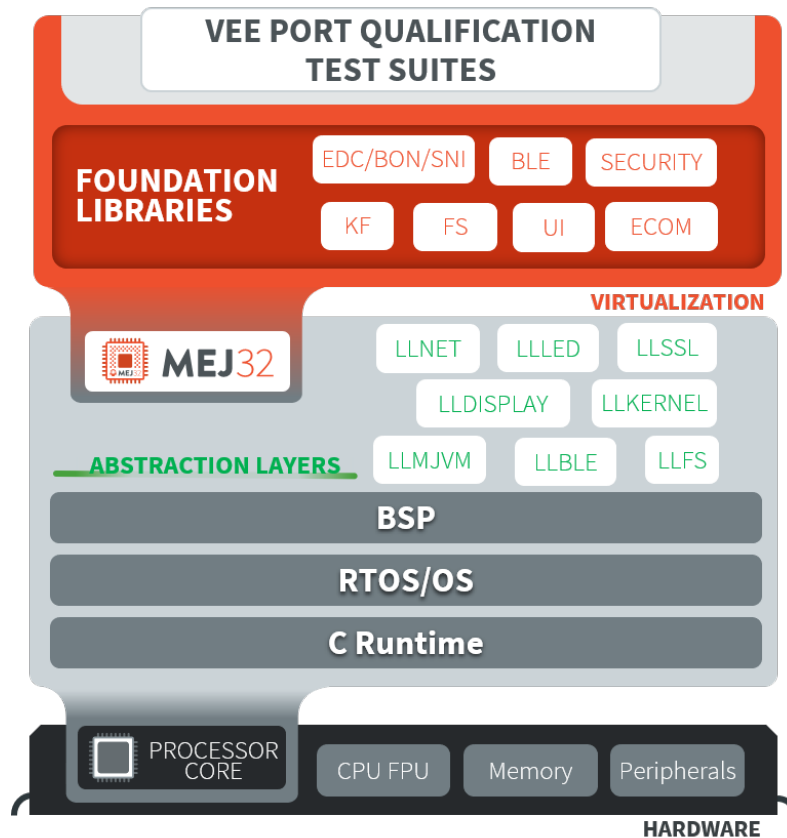 VEE PORT QUALIFICATION
TEST SUITES
FOUNDATION
LIBRARIES
EDC/BON/SNI BLE SECURITY
KF FS UI ECOM
VIRTUALIZATION
MEJ32
MEJ32
LLNET LLLED LLSSL
LLDISPLAY LLKERNEL
ABSTRACTION LAYERS
LLMJVM LLBLE LLFS
BSP
RTOS/OS
C Runtime
PROCESSOR
CORE
CPU FPU Memory Peripherals
HARDWARE